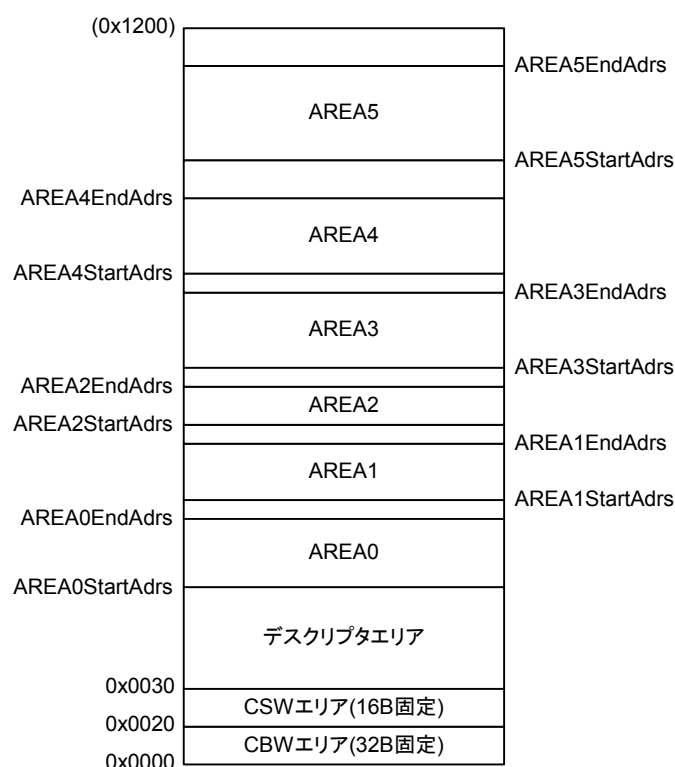 (0x1200)
AREA5EndAdrs
AREA5
AREA5StartAdrs
AREA4EndAdrs
AREA4
AREA4StartAdrs
AREA3EndAdrs
AREA3
AREA3StartAdrs
AREA2EndAdrs
AREA2
AREA2StartAdrs
AREA1EndAdrs
AREA1
AREA1StartAdrs
AREA0EndAdrs
AREA0
AREA0StartAdrs
デスクリプタエリア
0x0030
CSWエリア(16B固定)
0x0020
CBWエリア(32B固定)
0x0000